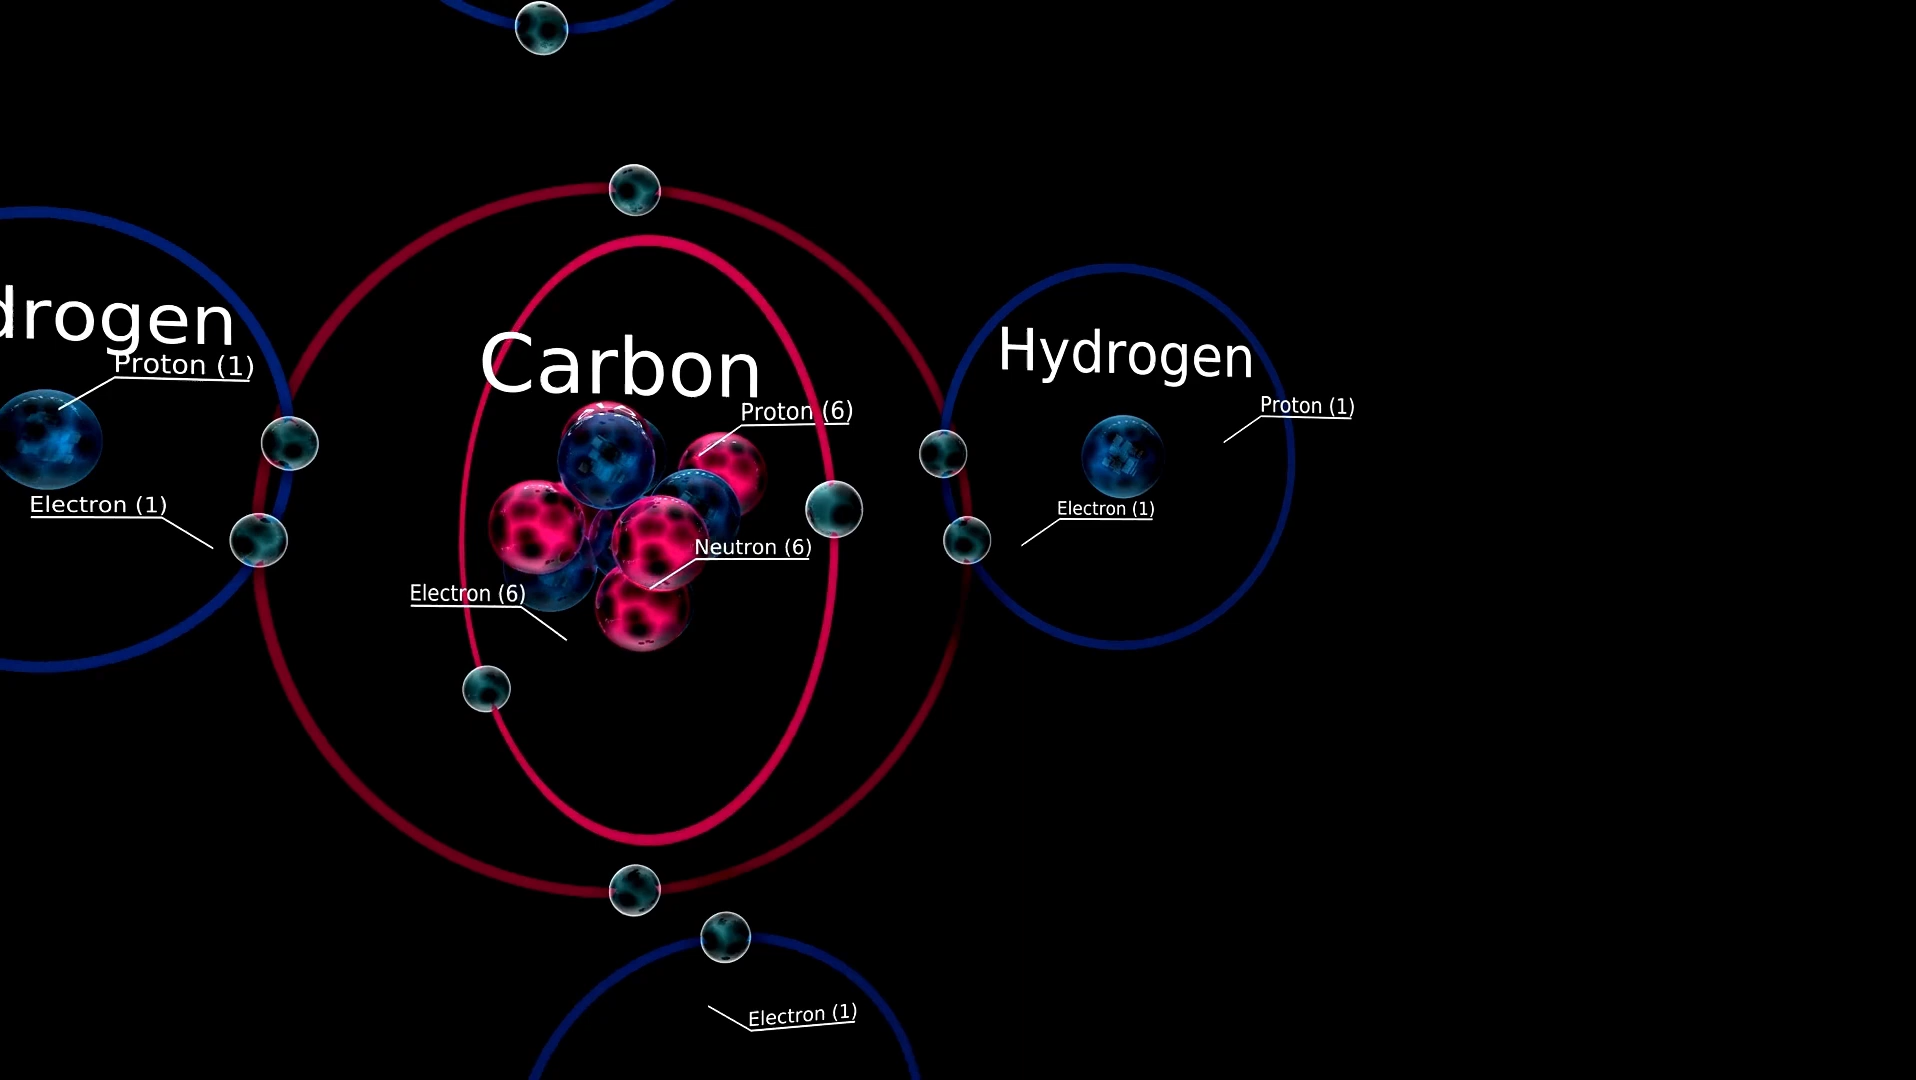 drogen
Proton (1)
Electron (1)
Carbon
Proton (6)
Neutron (6)
Electron (6)
Hydrogen
Proton (1)
Electron (1)
Electron (1)